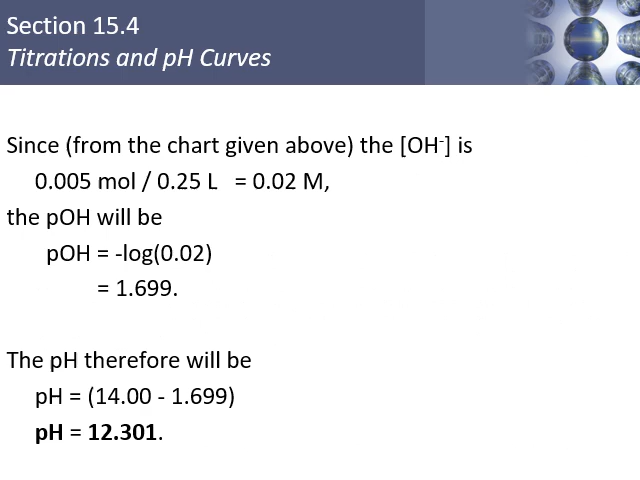 Section 15.4
Titrations and pH Curves
Since (from the chart given above) the [OH⁻] is
0.005 mol / 0.25 L = 0.02 M,
the pOH will be
pOH = -log(0.02)
= 1.699.
The pH therefore will be
pH = (14.00 - 1.699)
pH = 12.301.